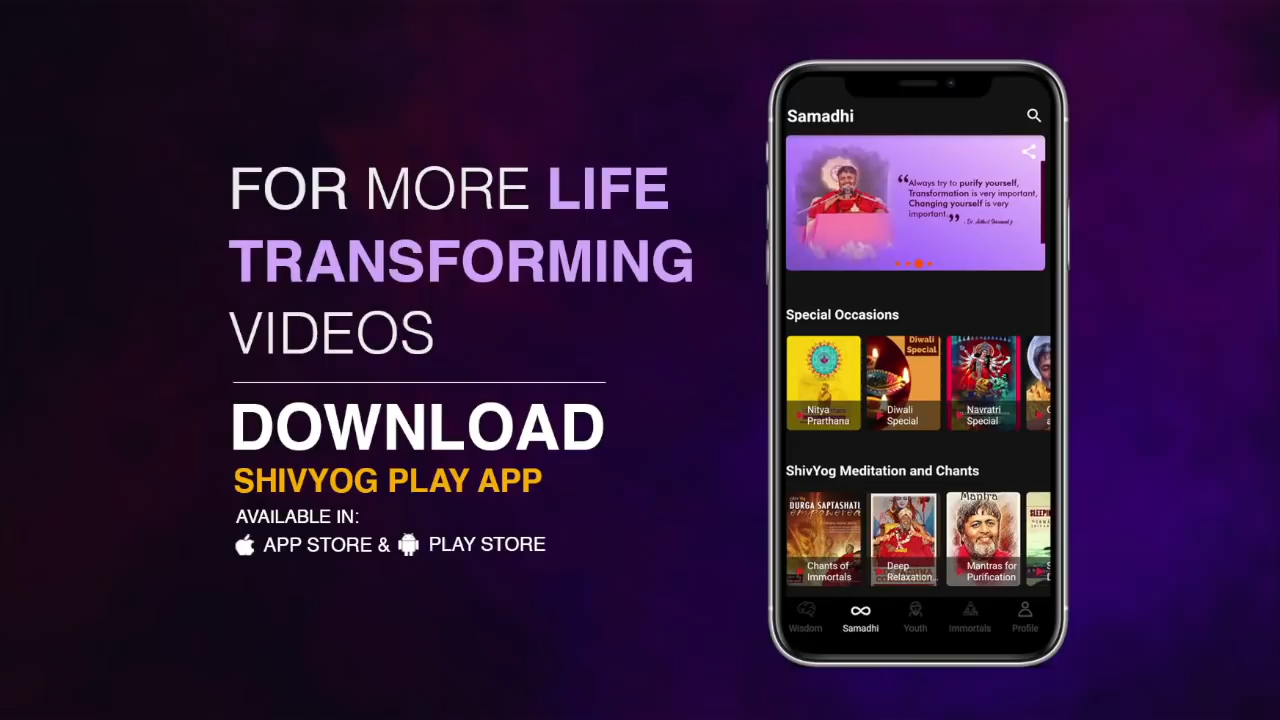 FOR MORE LIFE
TRANSFORMING
VIDEOS
DOWNLOAD
SHIVYOG PLAY APP
AVAILABLE IN:
APP STORE & PLAY STORE
Samadhi
“Always try to purify yourself,
Transformation is very important,
Changing yourself is very
important.”
Special Occasions
Diwali
Special
Nitya
Prarthana
Diwali
Special
Navratri
Special
ShivYog Meditation and Chants
DURGA SAPTASHATI
empowered
Mantra
Chants of
Immortals
Deep
Relaxation...
Mantras for
Purification
Wisdom
Samadhi
Youth
Immortals
Profile